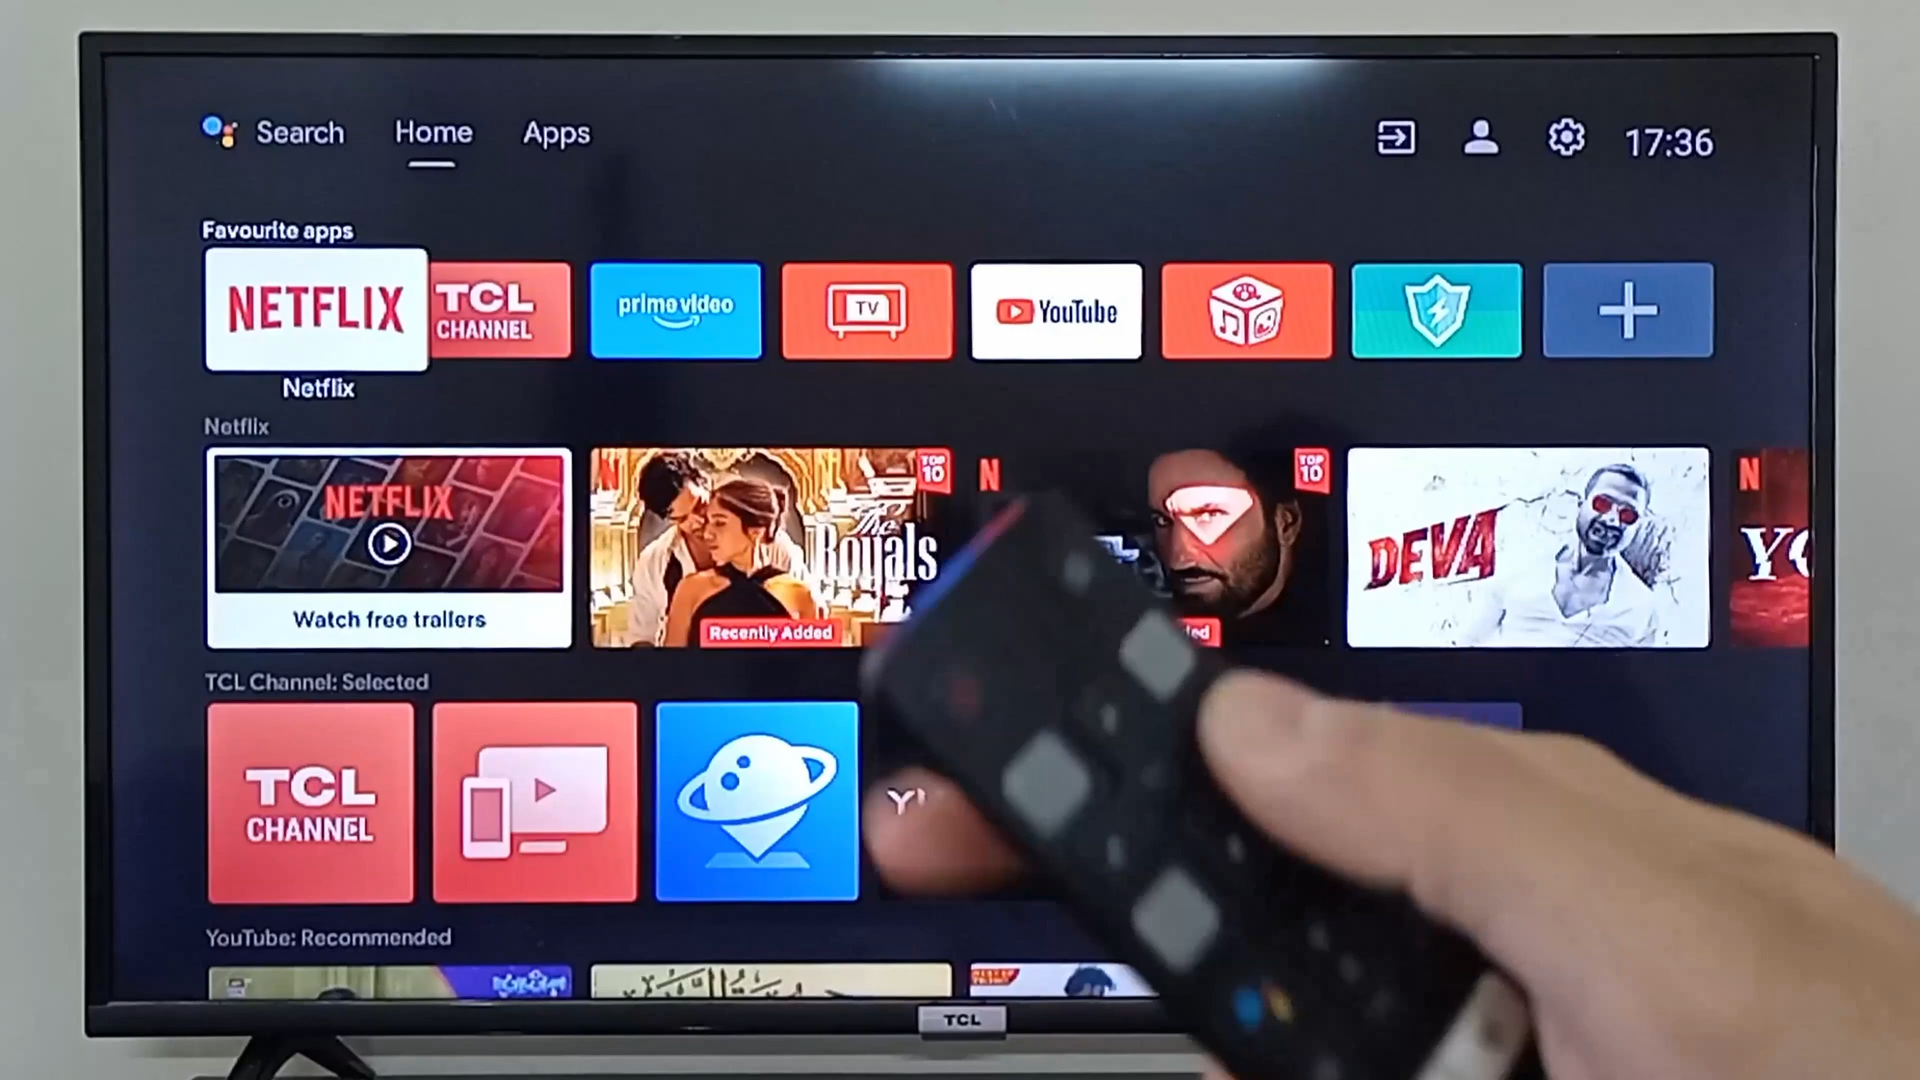 Search
Home
Apps
17:36
Favourite apps
NETFLIX
TCL
CHANNEL
prime video
TV
YouTube
Netflix
Netflix
NETFLIX
Watch free trailers
N
TOP
10
The
Royals
Recently Added
N
TOP
10
DEVA
N
TCL Channel: Selected
TCL
CHANNEL
YouTube: Recommended
TCL